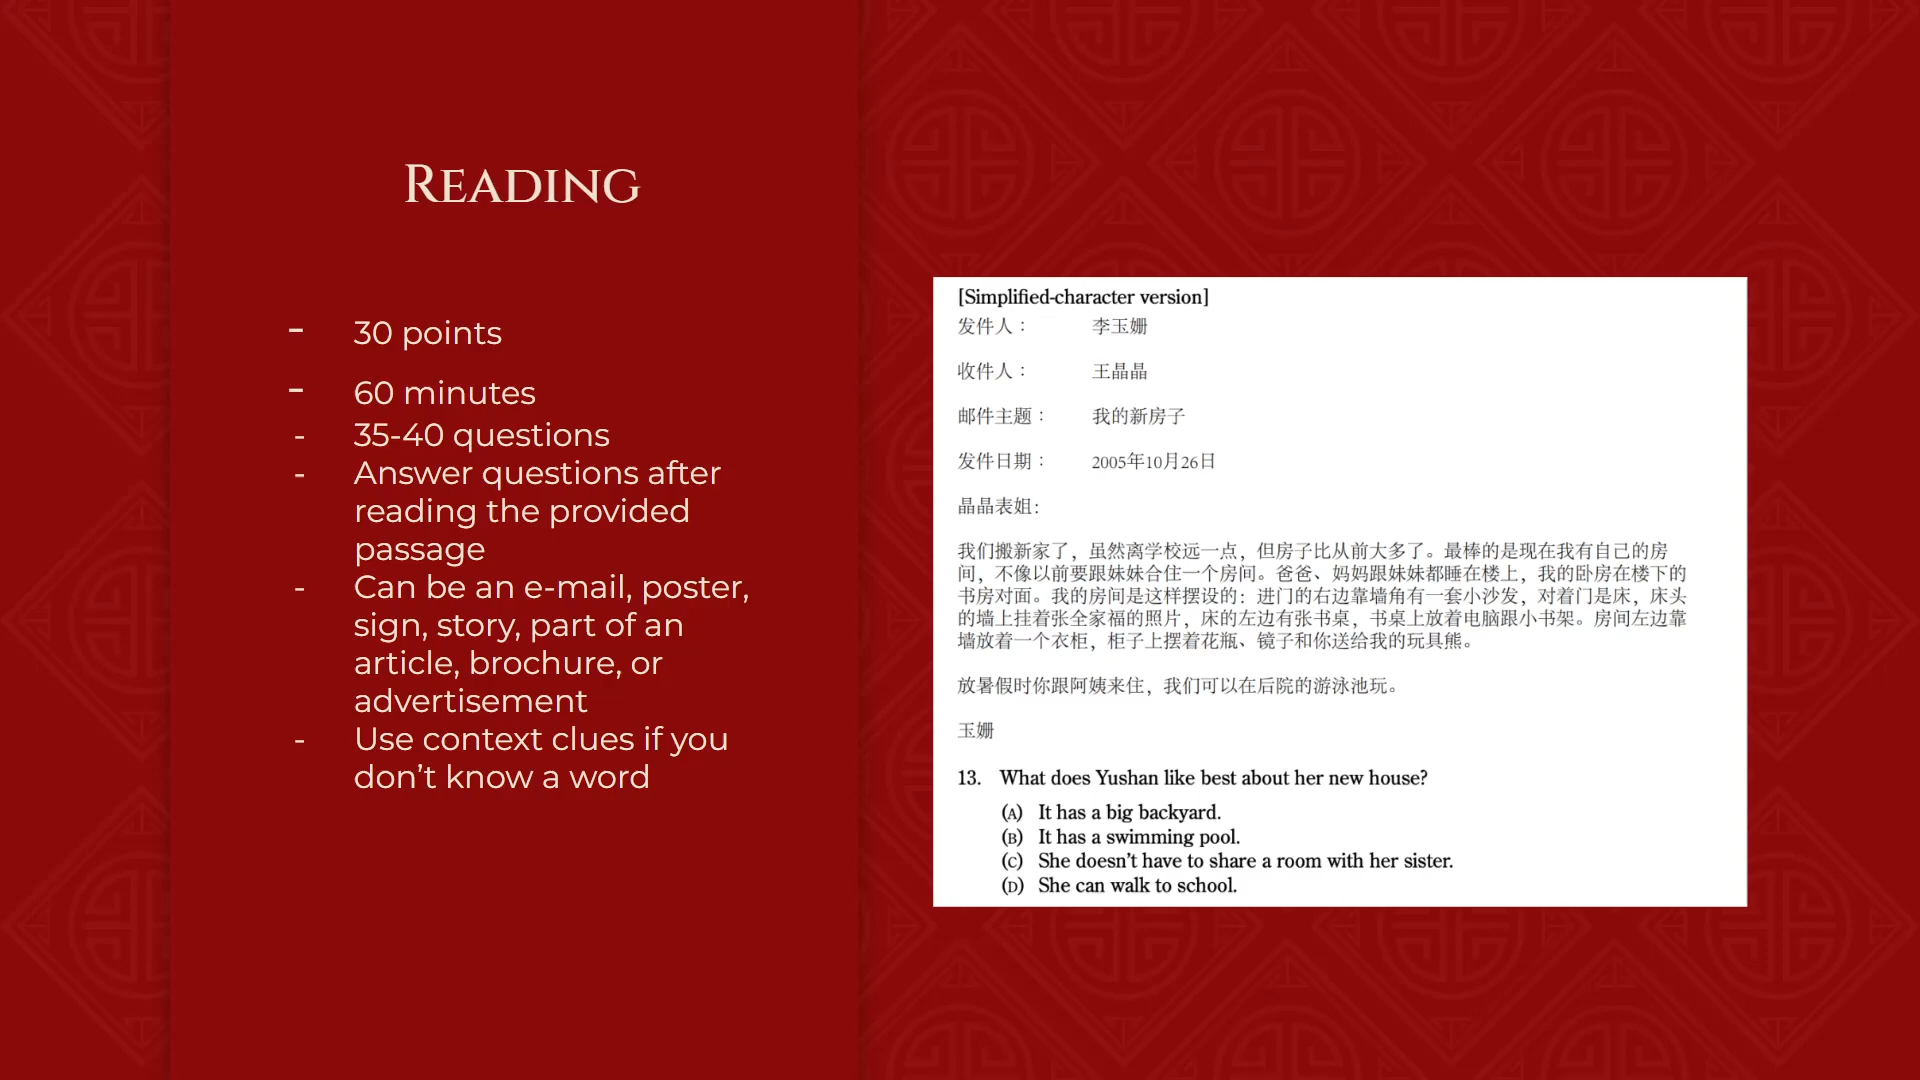 READING
- 30 points
- 60 minutes
- 35-40 questions
- Answer questions after
reading the provided
passage
- Can be an e-mail, poster,
sign, story, part of an
article, brochure, or
advertisement
- Use context clues if you
don’t know a word
[Simplified-character version]
发件人： 李玉姗
收件人： 王晶晶
邮件主题： 我的新房子
发件日期： 2005年10月26日
晶晶表姐：
我们搬新家了，虽然离学校远一点，但房子比从前大多了。最棒的是现在我有自己的房
间，不像以前要跟妹妹合住一个房间。爸爸、妈妈跟妹妹都睡在楼上，我的卧房在楼下的
书房对面。我的房间是这样摆设的：进门的右边靠墙角有一套小沙发，对着门是床，床头
的墙上挂着张全家福的照片，床的左边有张书桌，书桌上放着电脑跟小书架。房间左边靠
墙放着一个衣柜，柜子上摆着花瓶、镜子和你送给我的玩具熊。
放暑假时你跟阿姨来住，我们可以在后院的游泳池玩。
玉姗
13. What does Yushan like best about her new house?
(A) It has a big backyard.
(B) It has a swimming pool.
(C) She doesn’t have to share a room with her sister.
(D) She can walk to school.